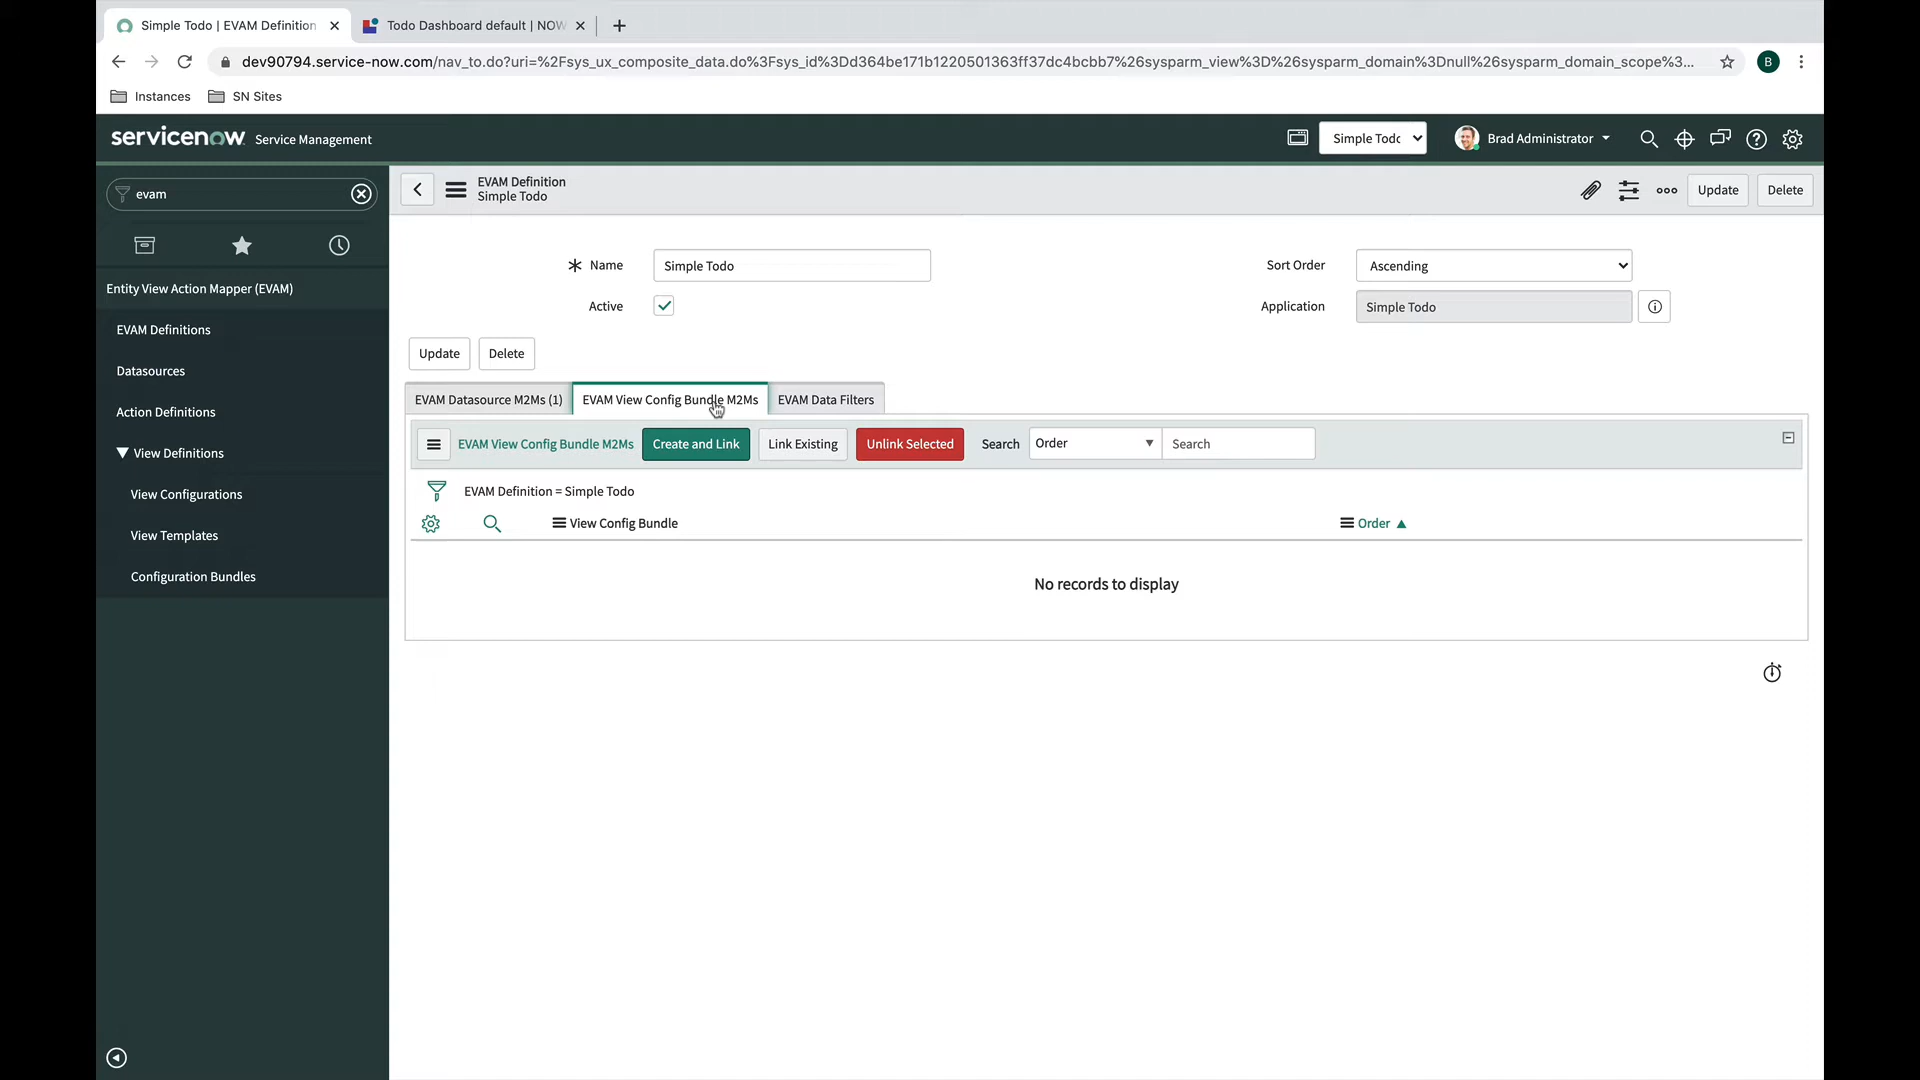 Simple Todo | EVAM Definition
Todo Dashboard default | NOW
dev90794.service-now.com/nav_to.do?uri=%2Fsys_ux_composite_data.do%3Fsys_id%3Dd364be171b1220501363ff37dc4bcbb7%26sysparm_view%3D%26sysparm_domain%3Dnull%26sysparm_domain_scope%3...
B
Instances
SN Sites
servicenow Service Management
Simple Todo
Brad Administrator
evam
EVAM Definition
Simple Todo
Update
Delete
Entity View Action Mapper (EVAM)
EVAM Definitions
Datasources
Action Definitions
View Definitions
View Configurations
View Templates
Configuration Bundles
Name
Simple Todo
Sort Order
Ascending
Active
Application
Simple Todo
Update
Delete
EVAM Datasource M2Ms (1)
EVAM View Config Bundle M2Ms
EVAM Data Filters
EVAM View Config Bundle M2Ms
Create and Link
Link Existing
Unlink Selected
Search
Order
Search
EVAM Definition = Simple Todo
View Config Bundle
Order
No records to display